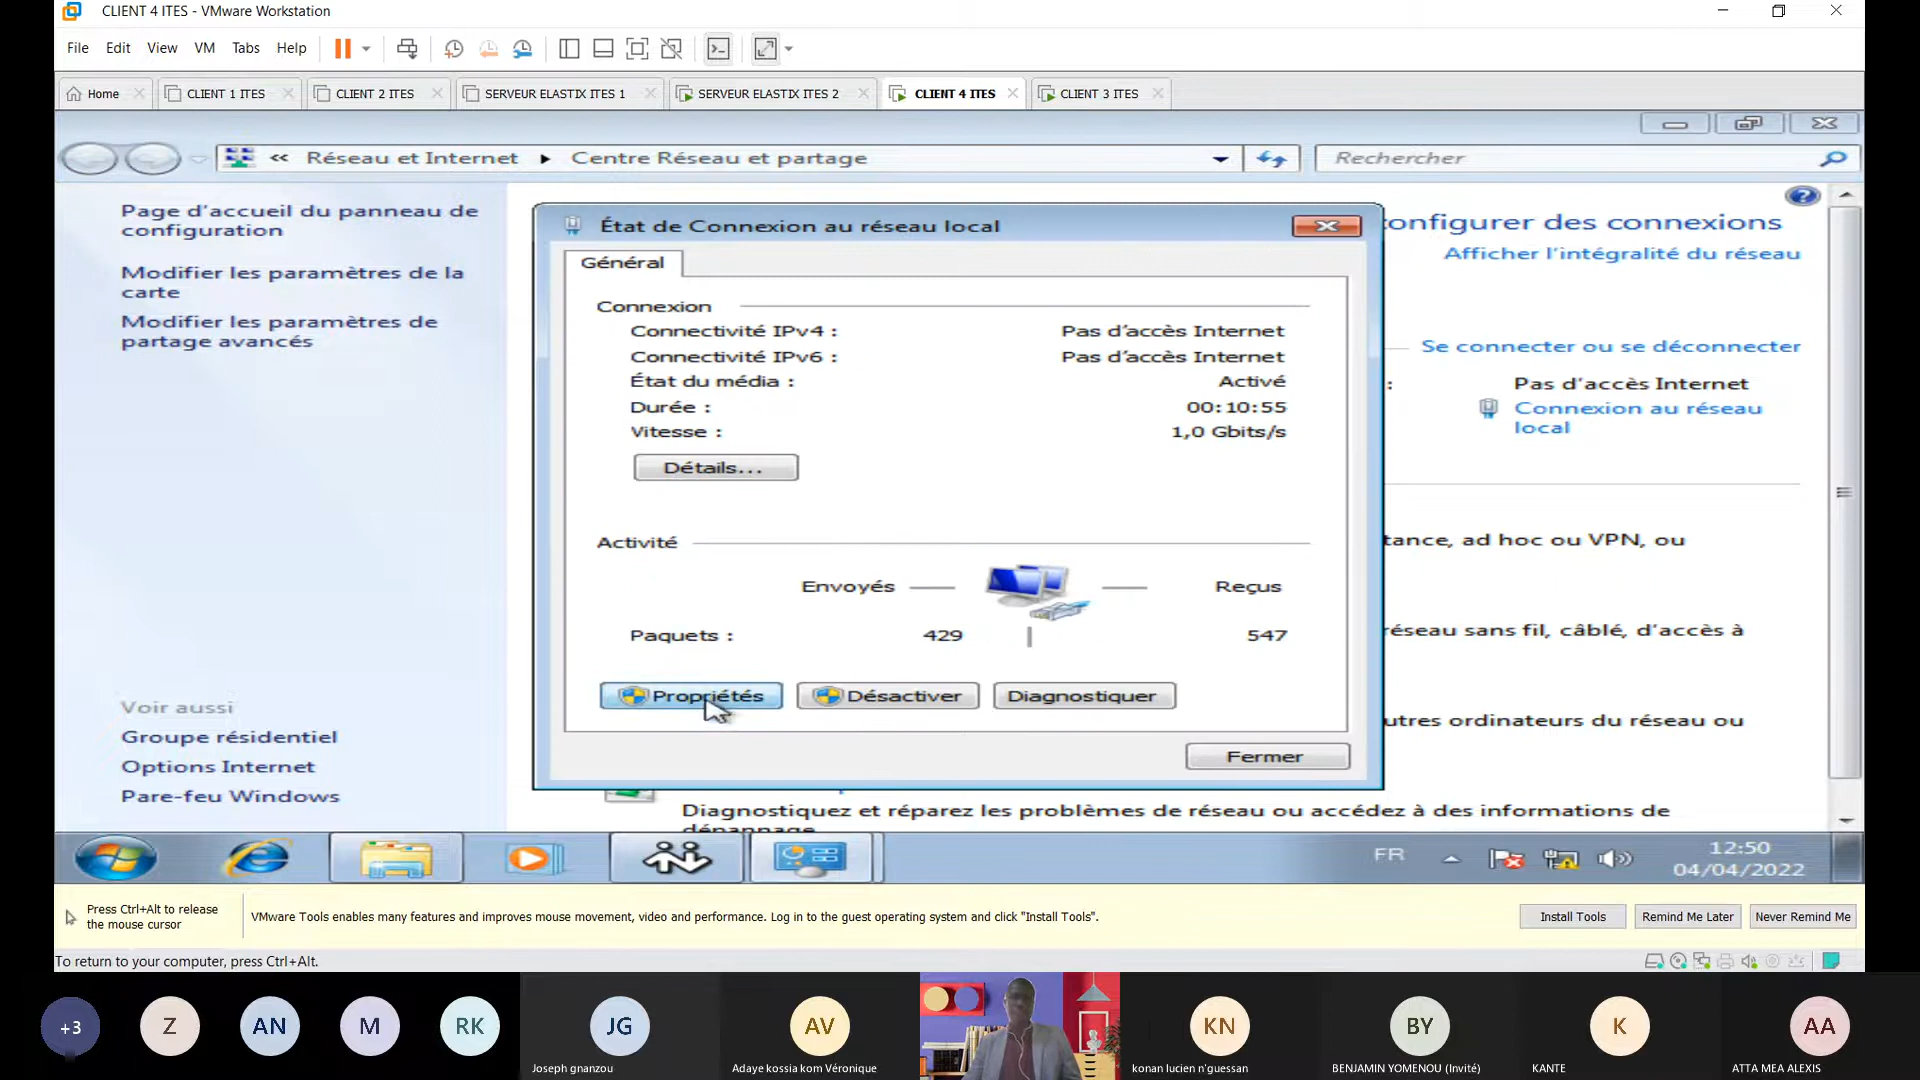 CLIENT 4 ITES - VMware Workstation
File Edit View VM Tabs Help
Home CLIENT 1 ITES CLIENT 2 ITES SERVEUR ELASTIX ITES 1 SERVEUR ELASTIX ITES 2 CLIENT 4 ITES CLIENT 3 ITES
« Réseau et Internet Centre Réseau et partage Rechercher
Page d'accueil du panneau de
configuration
Modifier les paramètres de la
carte
Modifier les paramètres de
partage avancés
Voir aussi
Groupe résidentiel
Options Internet
Pare-feu Windows
État de Connexion au réseau local
Général
Connexion
Connectivité IPv4 : Pas d'accès Internet
Connectivité IPv6 : Pas d'accès Internet
État du média : Activé
Durée : 00:10:55
Vitesse : 1,0 Gbits/s
Détails...
Activité
Envoyés Reçus
Paquets : 429 547
Propriétés Désactiver Diagnostiquer
Fermer
onfigurer des connexions
Afficher l'intégralité du réseau
Se connecter ou se déconnecter
: Pas d'accès Internet
Connexion au réseau
local
tance, ad hoc ou VPN, ou
réseau sans fil, câblé, d'accès à
utres ordinateurs du réseau ou
Diagnostiquez et réparez les problèmes de réseau ou accédez à des informations de
dépannage
FR
12:50
04/04/2022
Press Ctrl+Alt to release
the mouse cursor
VMware Tools enables many features and improves mouse movement, video and performance. Log in to the guest operating system and click "Install Tools".
Install Tools Remind Me Later Never Remind Me
To return to your computer, press Ctrl+Alt.
+3 Z AN M RK JG AV KN BY K AA
Joseph gnanzou Adaye kossia kom Véronique konan lucien n'guessan BENJAMIN YOMENOU (Invité) KANTE ATTA MEA ALEXIS